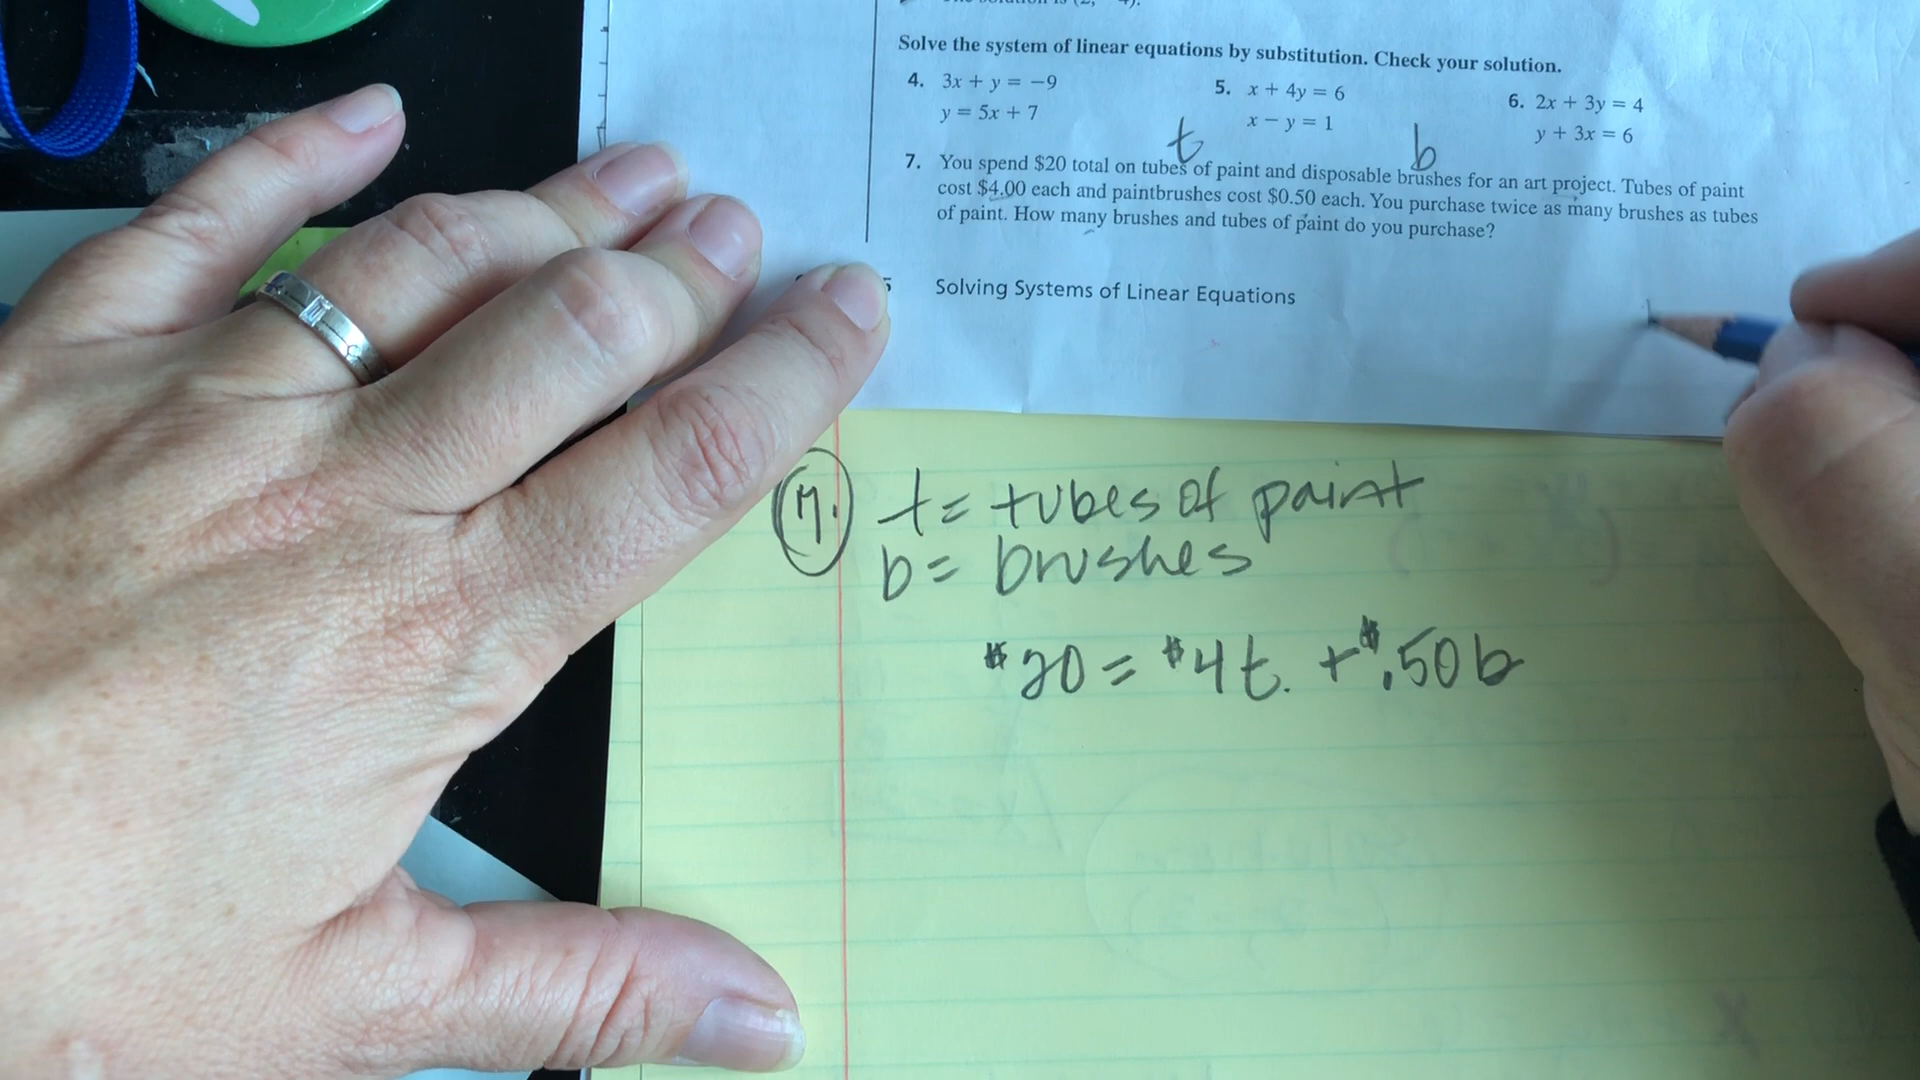 Solve the system of linear equations by substitution. Check your solution.
4. 3x + y = −9
y = 5x + 7
5. x + 4y = 6
x − y = 1
6. 2x + 3y = 4
y + 3x = 6
t
b
7. You spend $20 total on tubes of paint and disposable brushes for an art project. Tubes of paint
cost $4.00 each and paintbrushes cost $0.50 each. You purchase twice as many brushes as tubes
of paint. How many brushes and tubes of paint do you purchase?
5 Solving Systems of Linear Equations
7. t = tubes of paint
b = brushes
$20 = $4t. + $.50b